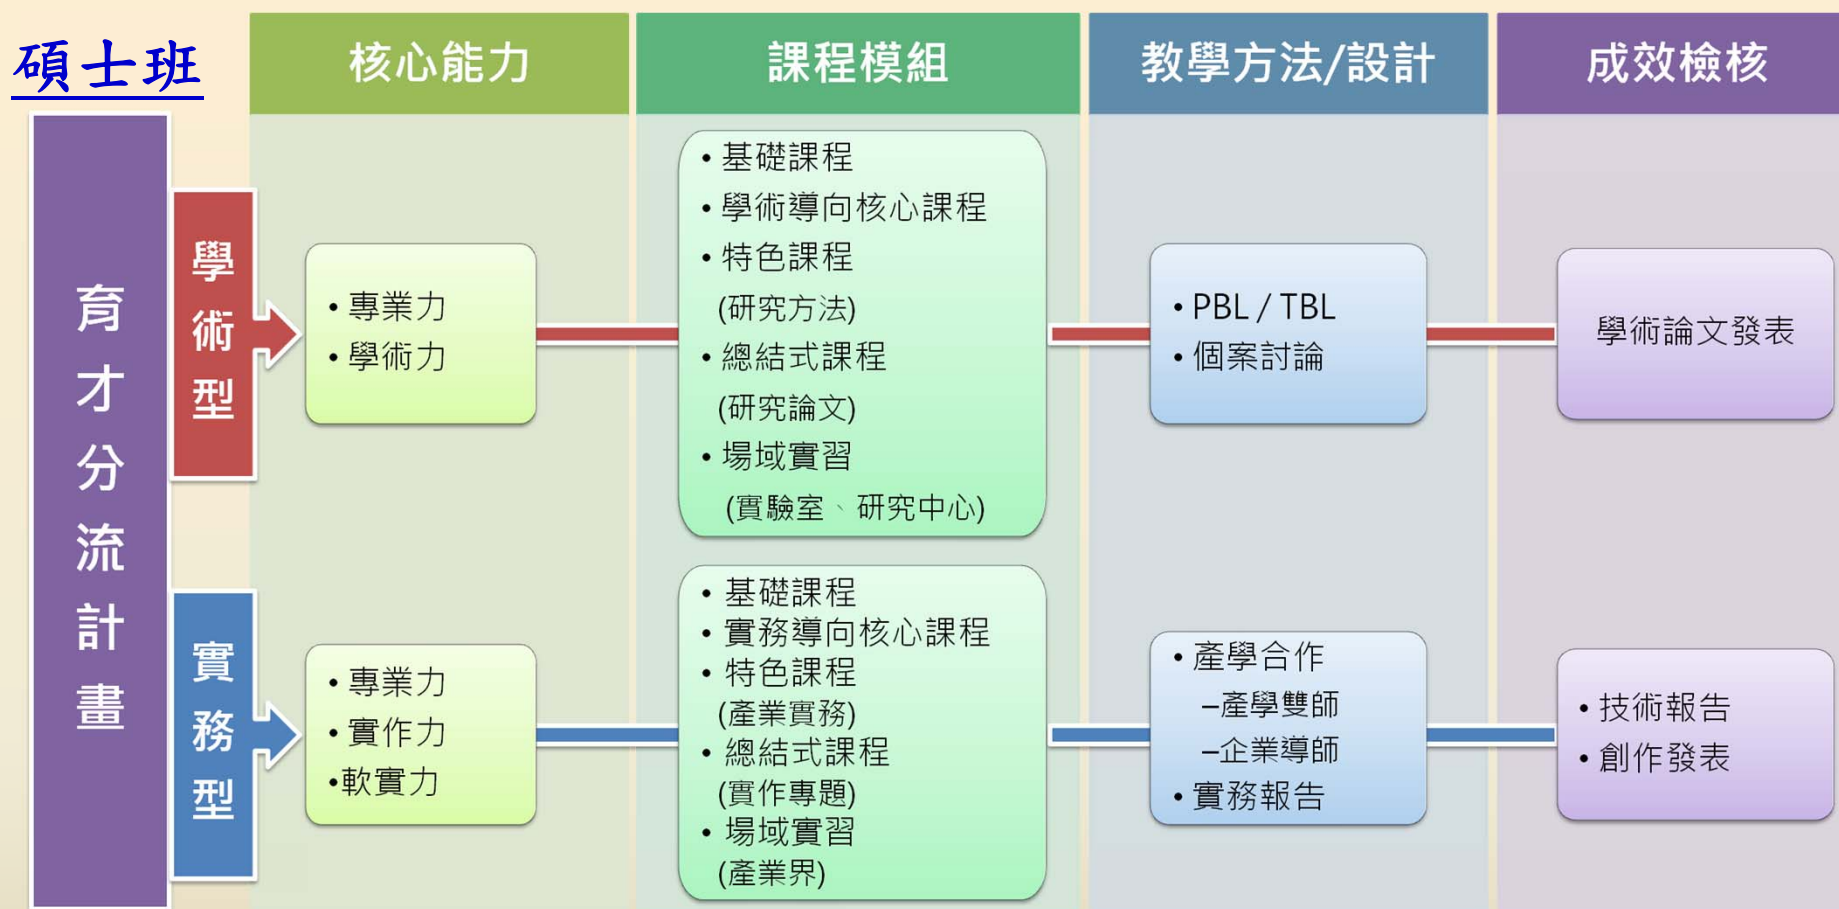 碩士班
核心能力
課程模組
教學方法/設計
成效檢核
育才分流計畫
學術型
• 專業力
• 學術力
• 基礎課程
• 學術導向核心課程
• 特色課程
(研究方法)
• 總結式課程
(研究論文)
• 場域實習
(實驗室、研究中心)
• PBL / TBL
• 個案討論
學術論文發表
實務型
• 專業力
• 實作力
•軟實力
• 基礎課程
• 實務導向核心課程
• 特色課程
(產業實務)
• 總結式課程
(實作專題)
• 場域實習
(產業界)
• 產學合作
–產學雙師
–企業導師
• 實務報告
• 技術報告
• 創作發表